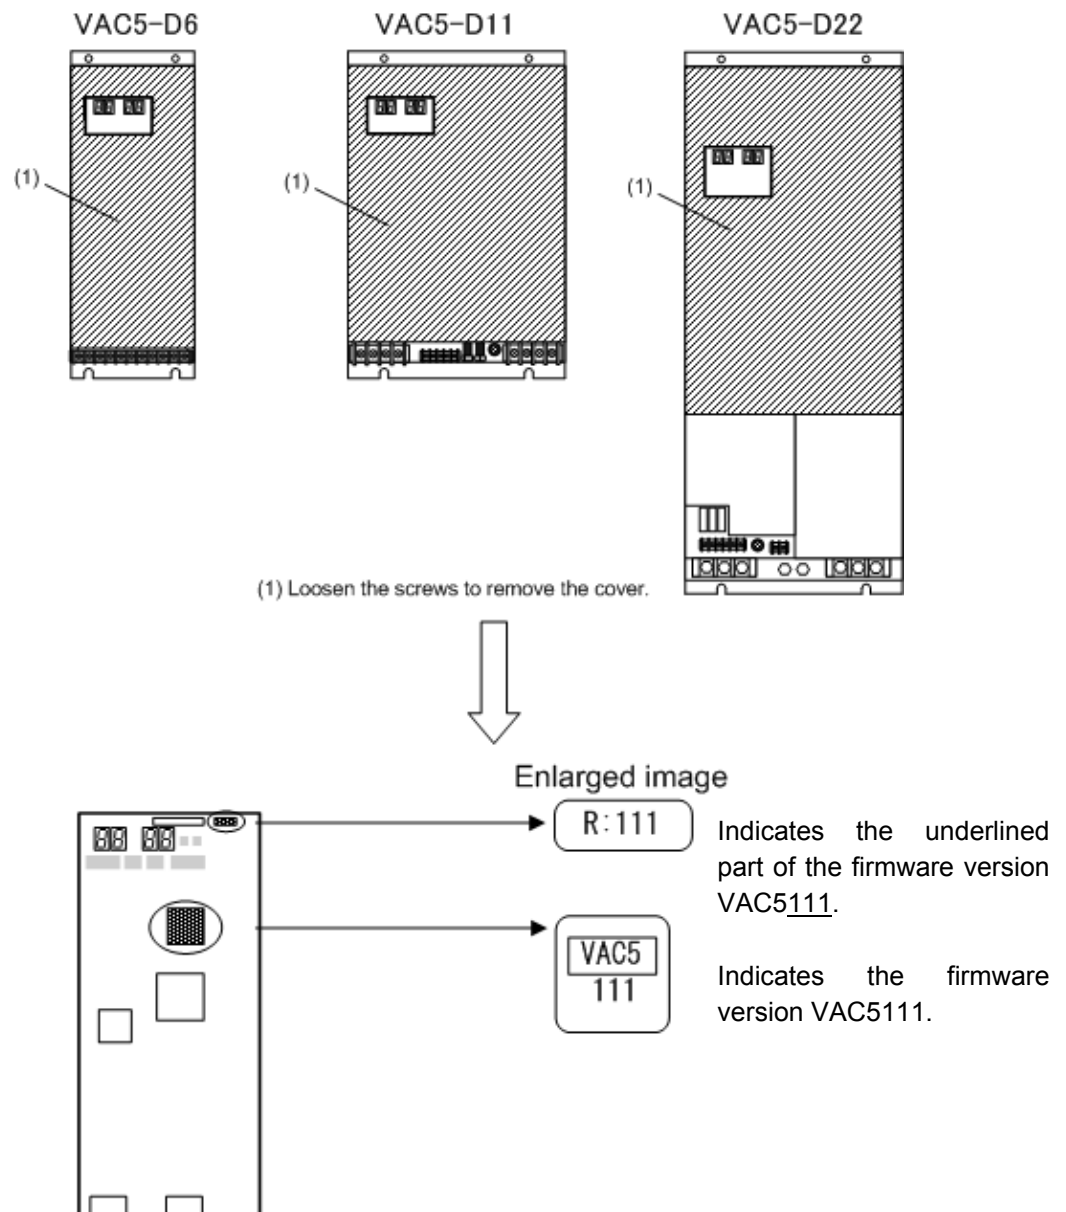 VAC5-D6
VAC5-D11
VAC5-D22
(1)
(1)
(1)
(1) Loosen the screws to remove the cover.
Enlarged image
R:111
Indicates the underlined
part of the firmware version
VAC5111.
VAC5
111
Indicates the firmware
version VAC5111.